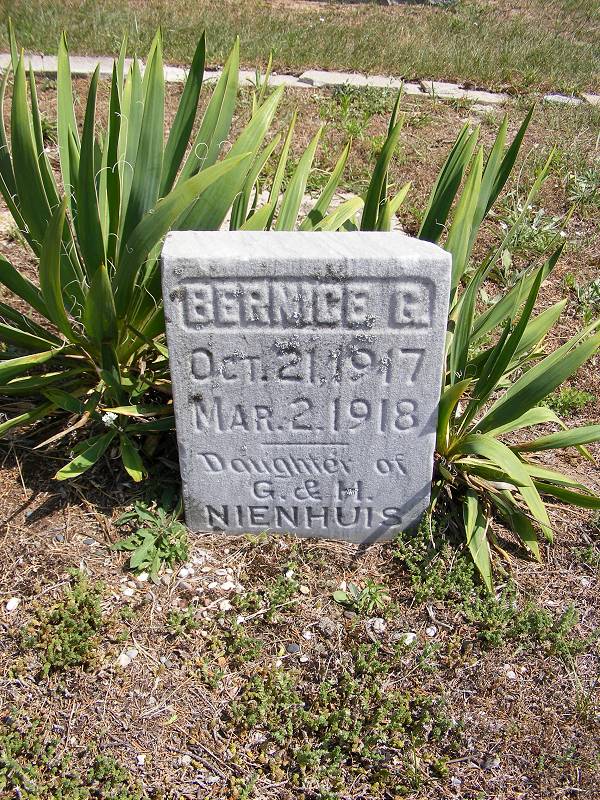 BERNICE G.
OCT. 21, 1917
MAR. 2. 1918
Daughter of
G. & H.
NIENHUIS